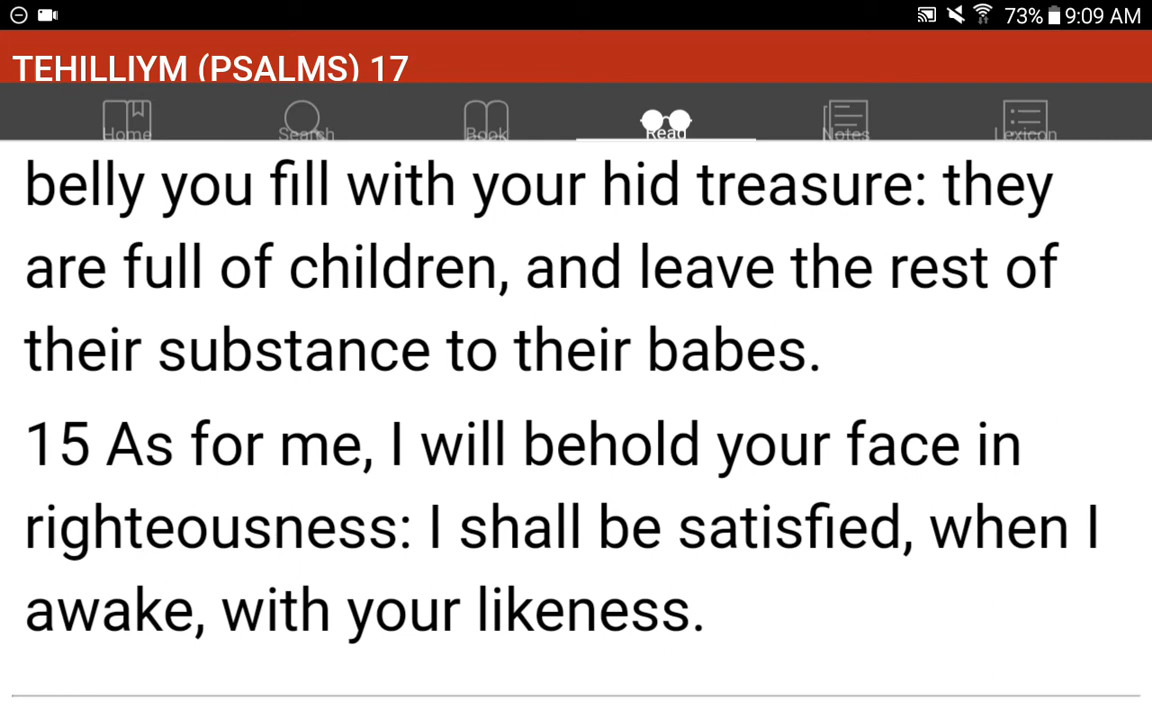 73% 9:09 AM
TEHILLIYM (PSALMS) 17
Home Search Book Read Notes Lexicon
belly you fill with your hid treasure: they
are full of children, and leave the rest of
their substance to their babes.
15 As for me, I will behold your face in
righteousness: I shall be satisfied, when I
awake, with your likeness.